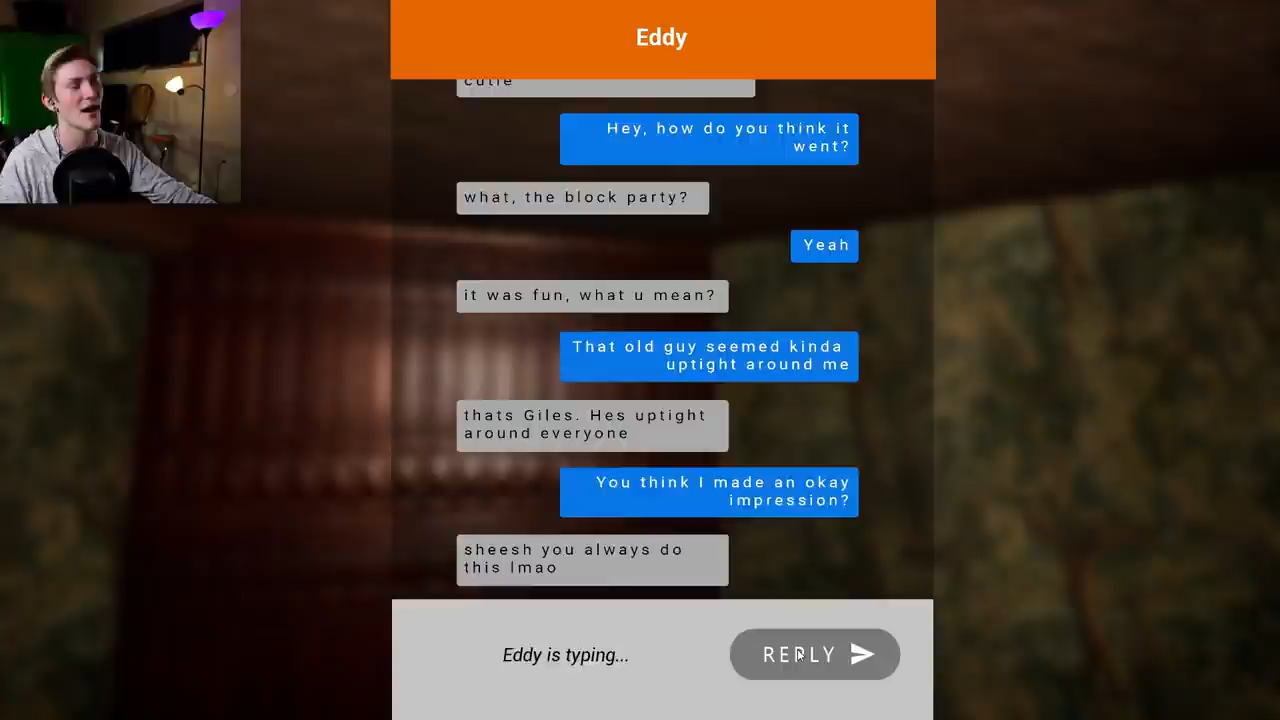 Eddy
cutie
Hey, how do you think it
went?
what, the block party?
Yeah
it was fun, what u mean?
That old guy seemed kinda
uptight around me
thats Giles. Hes uptight
around everyone
You think I made an okay
impression?
sheesh you always do
this lmao
Eddy is typing...
REPLY